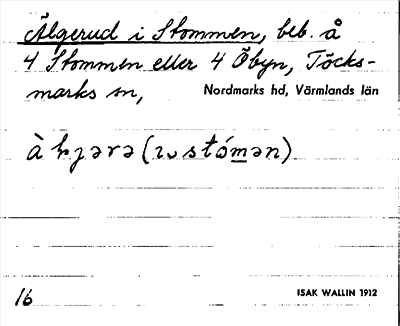 Älgerud i Stommen, beb. å
4 Stommen eller 4 Öbyn, Töcks-
marks sn,
Nordmarks hd, Värmlands län
16
ISAK WALLIN 1912